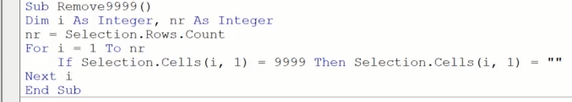 Sub Remove9999()
Dim i As Integer, nr As Integer
nr = Selection.Rows.Count
For i = 1 To nr
    If Selection.Cells(i, 1) = 9999 Then Selection.Cells(i, 1) = ""
Next i
End Sub